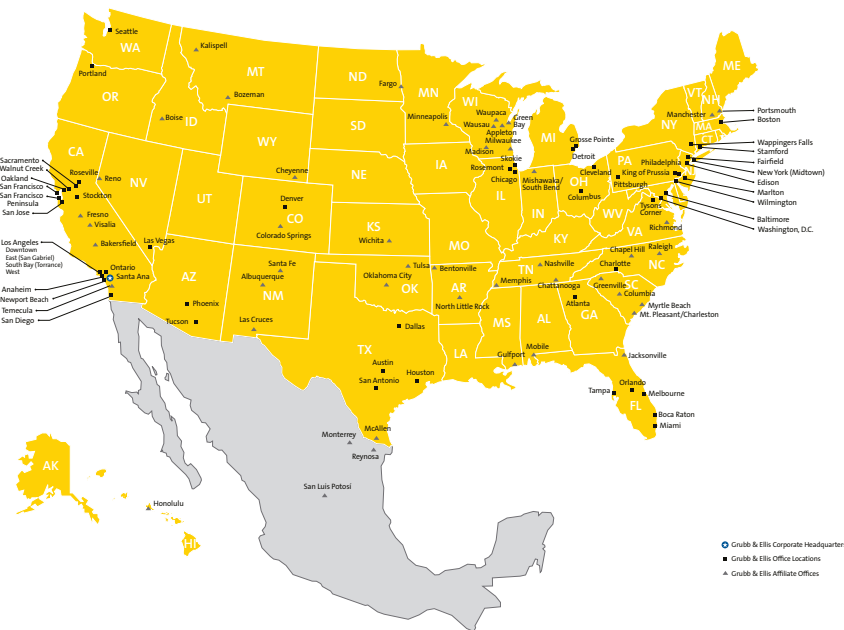 Seattle
WA
Portland
OR
Kalispell
MT
Bozeman
Boise
ID
ND
Fargo
MN
Minneapolis
SD
WY
Cheyenne
NE
IA
WI
Waupaca
Green
Bay
Wausau
Appleton
Milwaukee
Madison
Skokie
Rosemont
Chicago
MI
Grosse Pointe
Detroit
Cleveland
Mishawaka/
South Bend
OH
Columbus
IL
IN
ME
VT
NH
Manchester
Portsmouth
Boston
NY
MA
CT
Wappingers Falls
Stamford
Fairfield
New York (Midtown)
Edison
Marlton
Wilmington
Baltimore
Washington, D.C.
PA
Philadelphia
King of Prussia
Pittsburgh
NJ
Tysons
Corner
WV
VA
Richmond
KY
CA
Sacramento
Walnut Creek
Oakland
San Francisco
San Francisco
Peninsula
San Jose
Roseville
Reno
Stockton
NV
UT
Fresno
Visalia
Bakersfield
Las Vegas
Los Angeles
Downtown
East (San Gabriel)
South Bay (Torrance)
West
Ontario
Santa Ana
Anaheim
Newport Beach
Temecula
San Diego
Denver
CO
Colorado Springs
KS
Wichita
MO
AZ
Phoenix
Tucson
Santa Fe
Albuquerque
NM
Las Cruces
Tulsa
Oklahoma City
OK
Bentonville
AR
North Little Rock
TN
Nashville
Memphis
Chattanooga
Chapel Hill
Raleigh
Charlotte
NC
Greenville
SC
Columbia
Myrtle Beach
Mt. Pleasant/Charleston
Atlanta
GA
MS
AL
LA
Mobile
Gulfport
Jacksonville
TX
Dallas
Austin
Houston
San Antonio
McAllen
Monterrey
Reynosa
San Luis Potosi
Tampa
Orlando
Melbourne
FL
Boca Raton
Miami
AK
Honolulu
HI
Grubb & Ellis Corporate Headquarter
Grubb & Ellis Office Locations
Grubb & Ellis Affiliate Offices